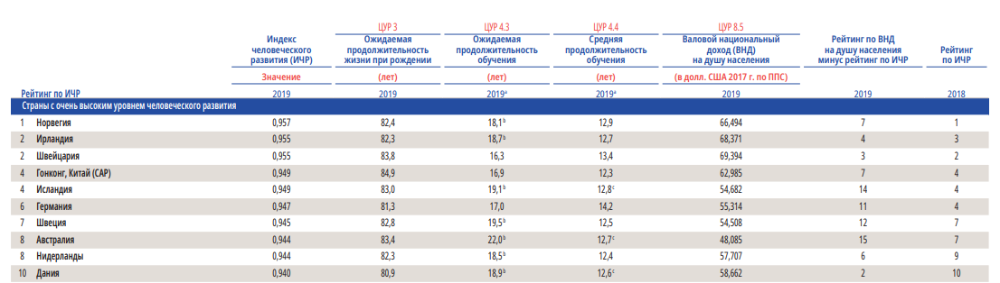 ЦУР 3 ЦУР 4.3 ЦУР 4.4 ЦУР 8.5
Индекс Ожидаемая Ожидаемая Средняя Валовой национальный Рейтинг по ВНД
человеческого продолжительность продолжительность продолжительность доход (ВНД) на душу населения Рейтинг
развития (ИЧР) жизни при рождении обучения обучения на душу населения минус рейтинг по ИЧР по ИЧР
Значение (лет) (лет) (лет) (в долл. США 2017 г. по ППС)
Рейтинг по ИЧР 2019 2019 2019ᵃ 2019ᵃ 2019 2019 2018
Страны с очень высоким уровнем человеческого развития
1 Норвегия 0,957 82,4 18,1ᵇ 12,9 66,494 7 1
2 Ирландия 0,955 82,3 18,7ᵇ 12,7 68,371 4 3
2 Швейцария 0,955 83,8 16,3 13,4 69,394 3 2
4 Гонконг, Китай (САР) 0,949 84,9 16,9 12,3 62,985 7 4
4 Исландия 0,949 83,0 19,1ᵇ 12,8ᶜ 54,682 14 4
6 Германия 0,947 81,3 17,0 14,2 55,314 11 4
7 Швеция 0,945 82,8 19,5ᵇ 12,5 54,508 12 7
8 Австралия 0,944 83,4 22,0ᵇ 12,7ᶜ 48,085 15 7
8 Нидерланды 0,944 82,3 18,5ᵇ 12,4 57,707 6 9
10 Дания 0,940 80,9 18,9ᵇ 12,6ᶜ 58,662 2 10